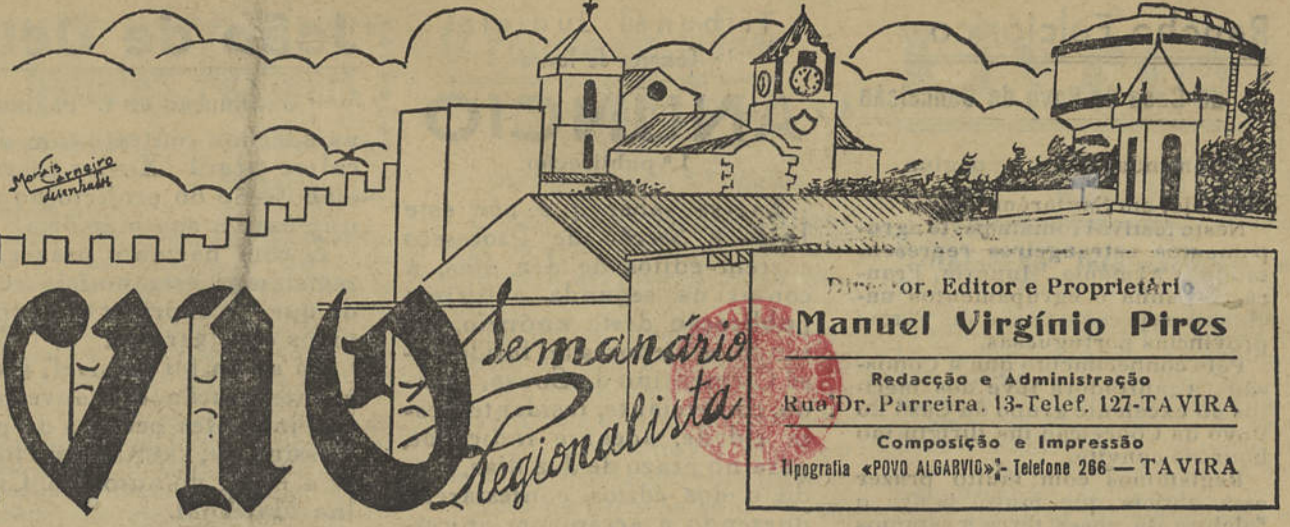 Morais
Carneiro
desenhador
VIO
Semanário
Regionalista
Director, Editor e Proprietário
Manuel Virgínio Pires
Redacção e Administração
Rua Dr. Parreira, 13-Telef. 127-TAVIRA
Composição e Impressão
Tipografia «POVO ALGARVIO»- Telefone 266 — TAVIRA